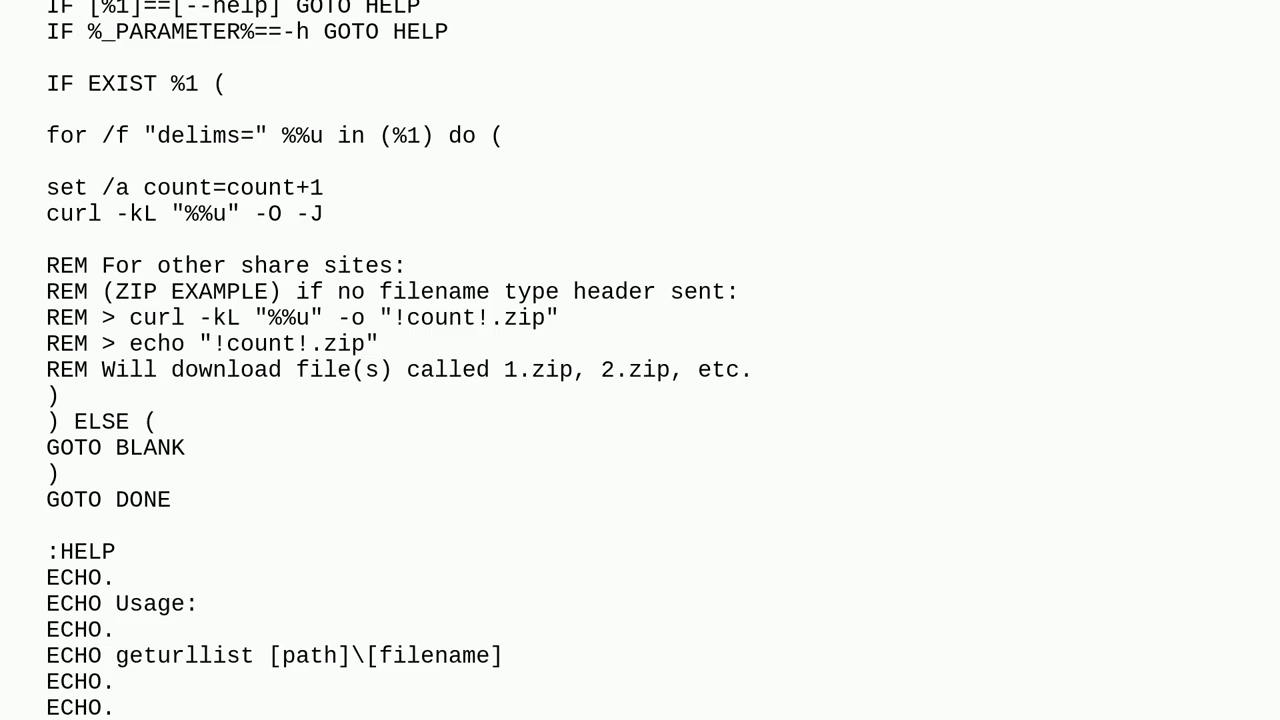 IF [%1]==[--help] GOTO HELP
IF %_PARAMETER%==-h GOTO HELP
IF EXIST %1 (
for /f "delims=" %%u in (%1) do (
set /a count=count+1
curl -kL "%%u" -O -J
REM For other share sites:
REM (ZIP EXAMPLE) if no filename type header sent:
REM > curl -kL "%%u" -o "!count!.zip"
REM > echo "!count!.zip"
REM Will download file(s) called 1.zip, 2.zip, etc.
)
) ELSE (
GOTO BLANK
)
GOTO DONE
:HELP
ECHO.
ECHO Usage:
ECHO.
ECHO geturllist [path]\[filename]
ECHO.
ECHO.